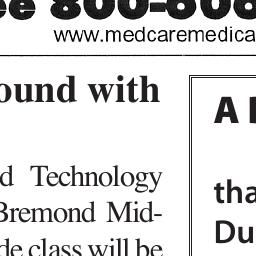 ee 800-606
www.medcaremedica
ound with
d Technology
Bremond Mid-
de class will be
A
tha
Du